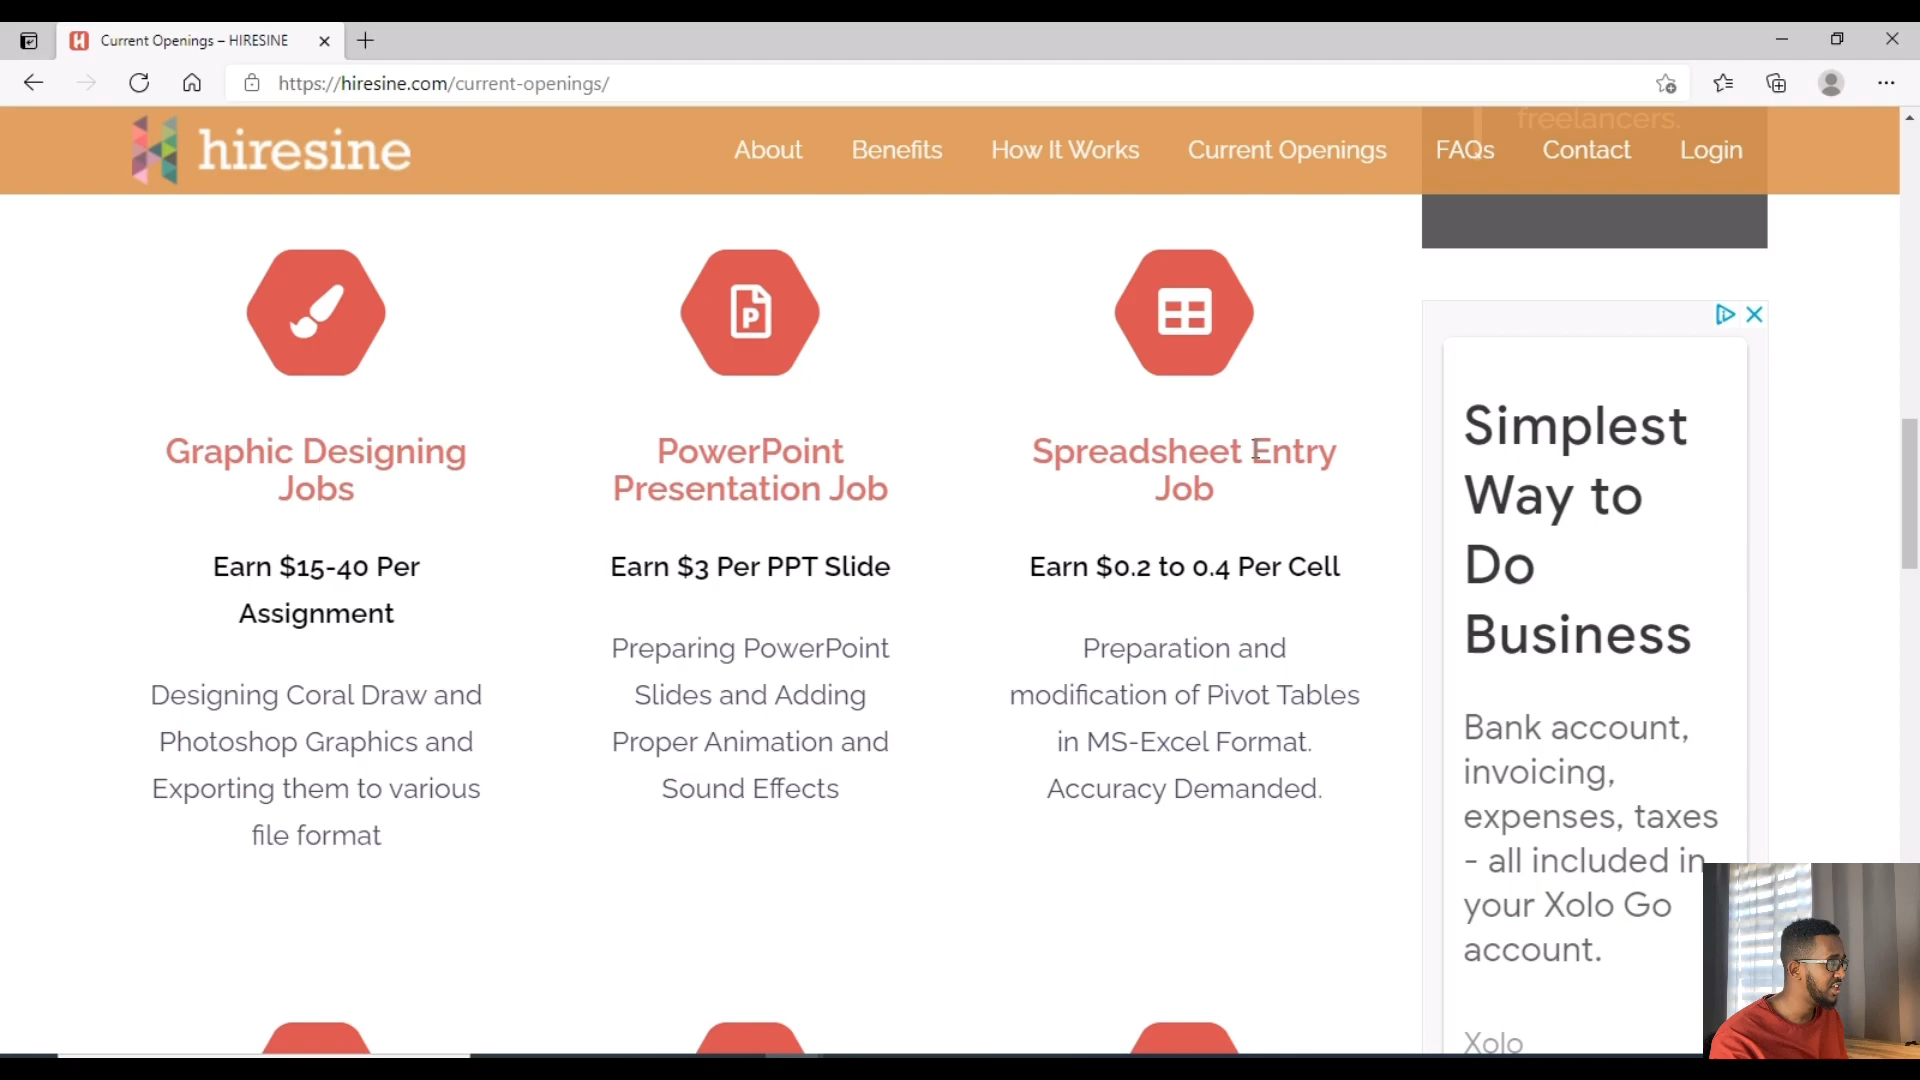 Current Openings – HIRESINE
https://hiresine.com/current-openings/
hiresine
About
Benefits
How It Works
Current Openings
FAQs
Contact
Login
freelancers.
Graphic Designing
Jobs
Earn $15-40 Per
Assignment
Designing Coral Draw and
Photoshop Graphics and
Exporting them to various
file format
PowerPoint
Presentation Job
Earn $3 Per PPT Slide
Preparing PowerPoint
Slides and Adding
Proper Animation and
Sound Effects
Spreadsheet Entry
Job
Earn $0.2 to 0.4 Per Cell
Preparation and
modification of Pivot Tables
in MS-Excel Format.
Accuracy Demanded.
Simplest
Way to
Do
Business
Bank account,
invoicing,
expenses, taxes
- all included in
your Xolo Go
account.
Xolo